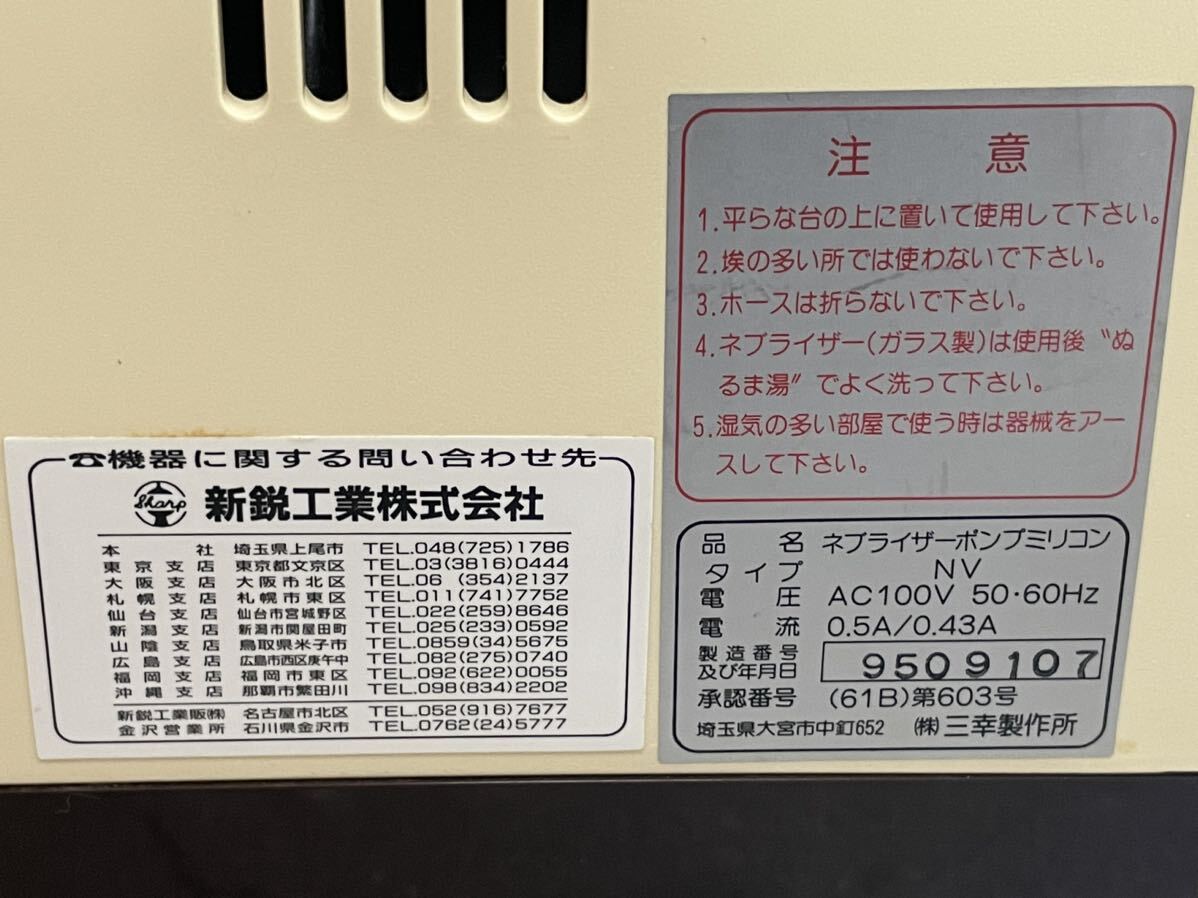 注意
1.平らな台の上に置いて使用して下さい。
2.埃の多い所では使わないで下さい。
3.ホースは折らないで下さい。
4.ネブライザー(ガラス製)は使用後〝ぬ
るま湯〟でよく洗って下さい。
5.湿気の多い部屋で使う時は器械をアー
スして下さい。
☎機器に関する問い合わせ先
Sharp 新鋭工業株式会社
本社 埼玉県上尾市 TEL.048(725)1786
東京支店 東京都文京区 TEL.03(3816)0444
大阪支店 大阪市北区 TEL.06 (354)2137
札幌支店 札幌市東区 TEL.011(741)7752
仙台支店 仙台市宮城野区 TEL.022(259)8646
新潟支店 新潟市関屋田町 TEL.025(233)0592
山陰支店 鳥取県米子市 TEL.0859(34)5675
広島支店 広島市西区庚午中 TEL.082(275)0740
福岡支店 福岡市東区 TEL.092(622)0055
沖縄支店 那覇市繁田川 TEL.098(834)2202
新鋭工業販(株) 名古屋市北区 TEL.052(916)7677
金沢営業所 石川県金沢市 TEL.0762(24)5777
品名 ネブライザーポンプミリコン
タイプ NV
電圧 AC100V 50・60Hz
電流 0.5A/0.43A
製造番号
及び年月日 9509107
承認番号 (61B)第603号
埼玉県大宮市中釘652 (株)三幸製作所